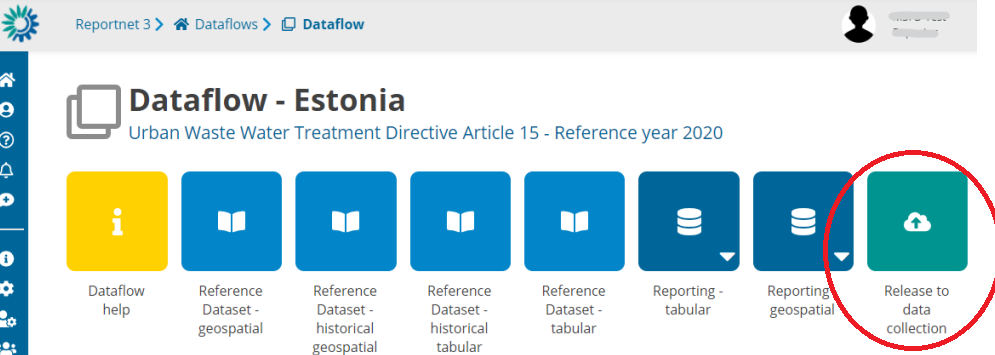 Reportnet 3 Dataflows Dataflow
Dataflow - Estonia
Urban Waste Water Treatment Directive Article 15 - Reference year 2020
Dataflow
help
Reference
Dataset -
geospatial
Reference
Dataset -
historical
geospatial
Reference
Dataset -
historical
tabular
Reference
Dataset -
tabular
Reporting -
tabular
Reporting
geospatial
Release to
data
collection